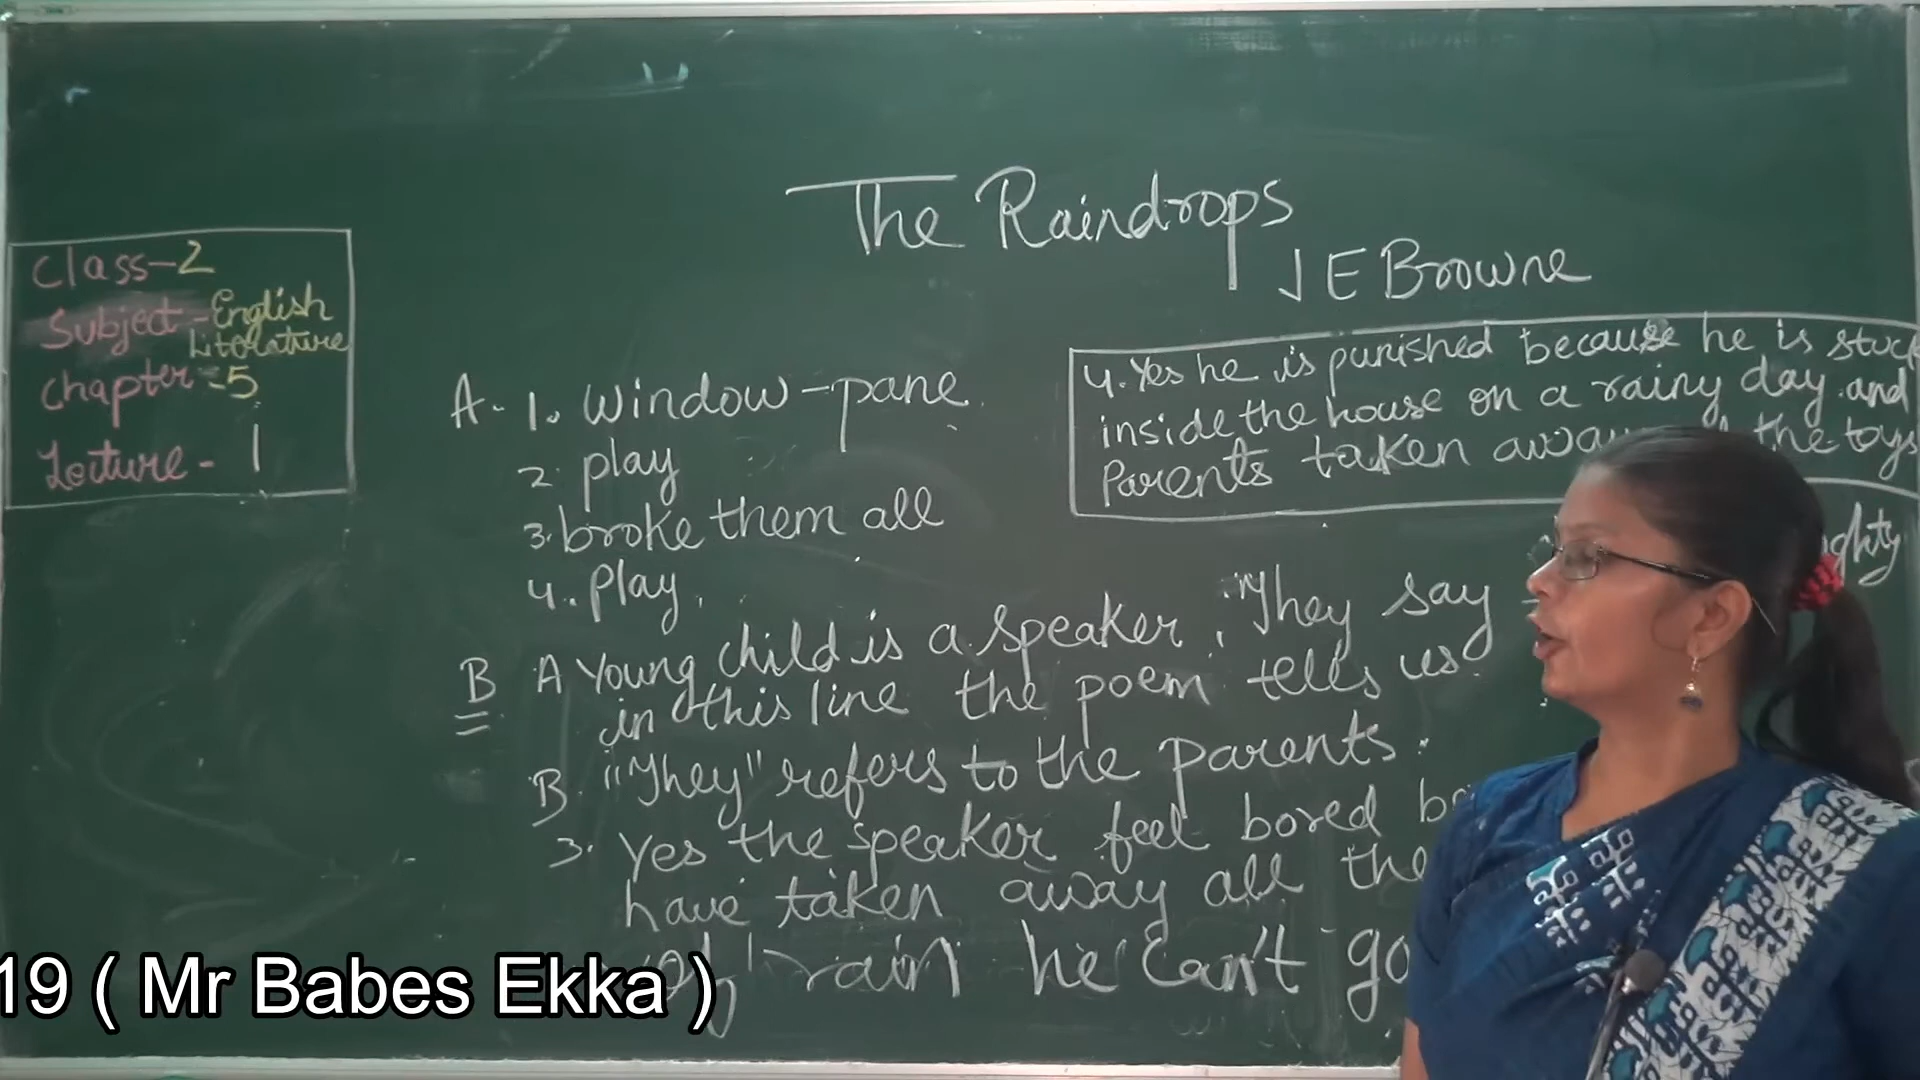 The Raindrops
J E Browne
Class-2
Subject-English
Literature
Chapter-5
Lecture- 1
A. 1. Window-pane
2. play
3. broke them all
4. Play
4. Yes he is punished because he is stuck
inside the house on a rainy day and
Parents taken the toys
B A Young child is a speaker. "They say
in this line the poem tells us
B "They" refers to the parents.
3. Yes the speaker feel bored
have taken away all the
of rain he can't go
19 ( Mr Babes Ekka )